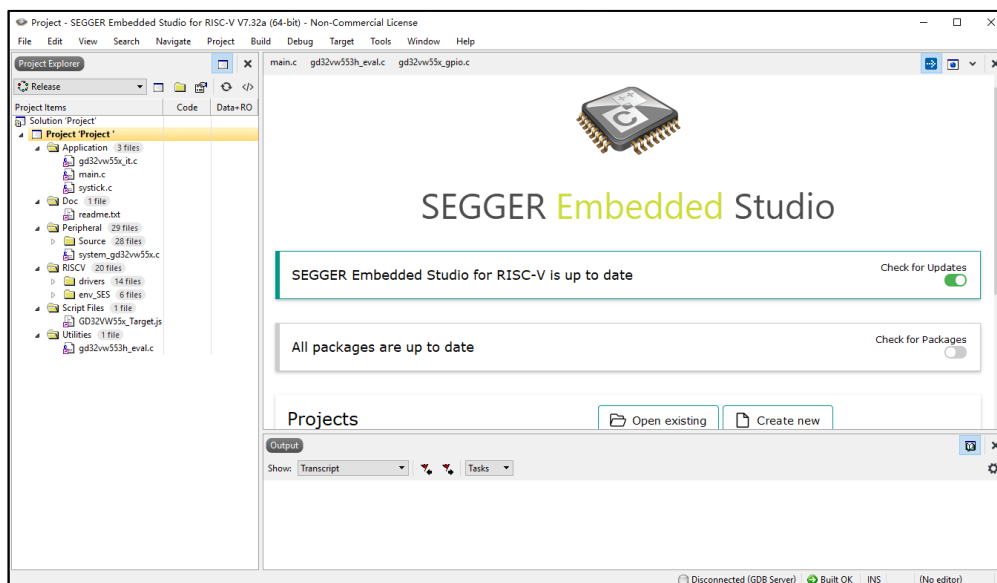 Project - SEGGER Embedded Studio for RISC-V V7.32a (64-bit) - Non-Commercial License
File Edit View Search Navigate Project Build Debug Target Tools Window Help
Project Explorer
main.c gd32vw553h_eval.c gd32vw55x_gpio.c
Release
Project Items Code Data+RO
Solution 'Project'
Project 'Project '
Application 3 files
gd32vw55x_it.c
main.c
systick.c
Doc 1 file
readme.txt
Peripheral 29 files
Source 28 files
system_gd32vw55x.c
RISCV 20 files
drivers 14 files
env_SES 6 files
Script Files 1 file
GD32VW55x_Target.js
Utilities 1 file
gd32vw553h_eval.c
C
SEGGER Embedded Studio
SEGGER Embedded Studio for RISC-V is up to date
Check for Updates
All packages are up to date
Check for Packages
Projects
Open existing
Create new
Output
Show: Transcript Tasks
Disconnected (GDB Server) Built OK INS (No editor)